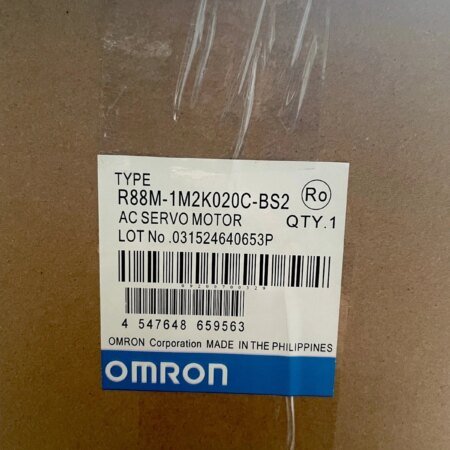 TYPE
R88M-1M2K020C-BS2 Ro
AC SERVO MOTOR QTY.1
LOT No .031524640653P
4 547648 659563
OMRON Corporation MADE IN THE PHILIPPINES
OMRON